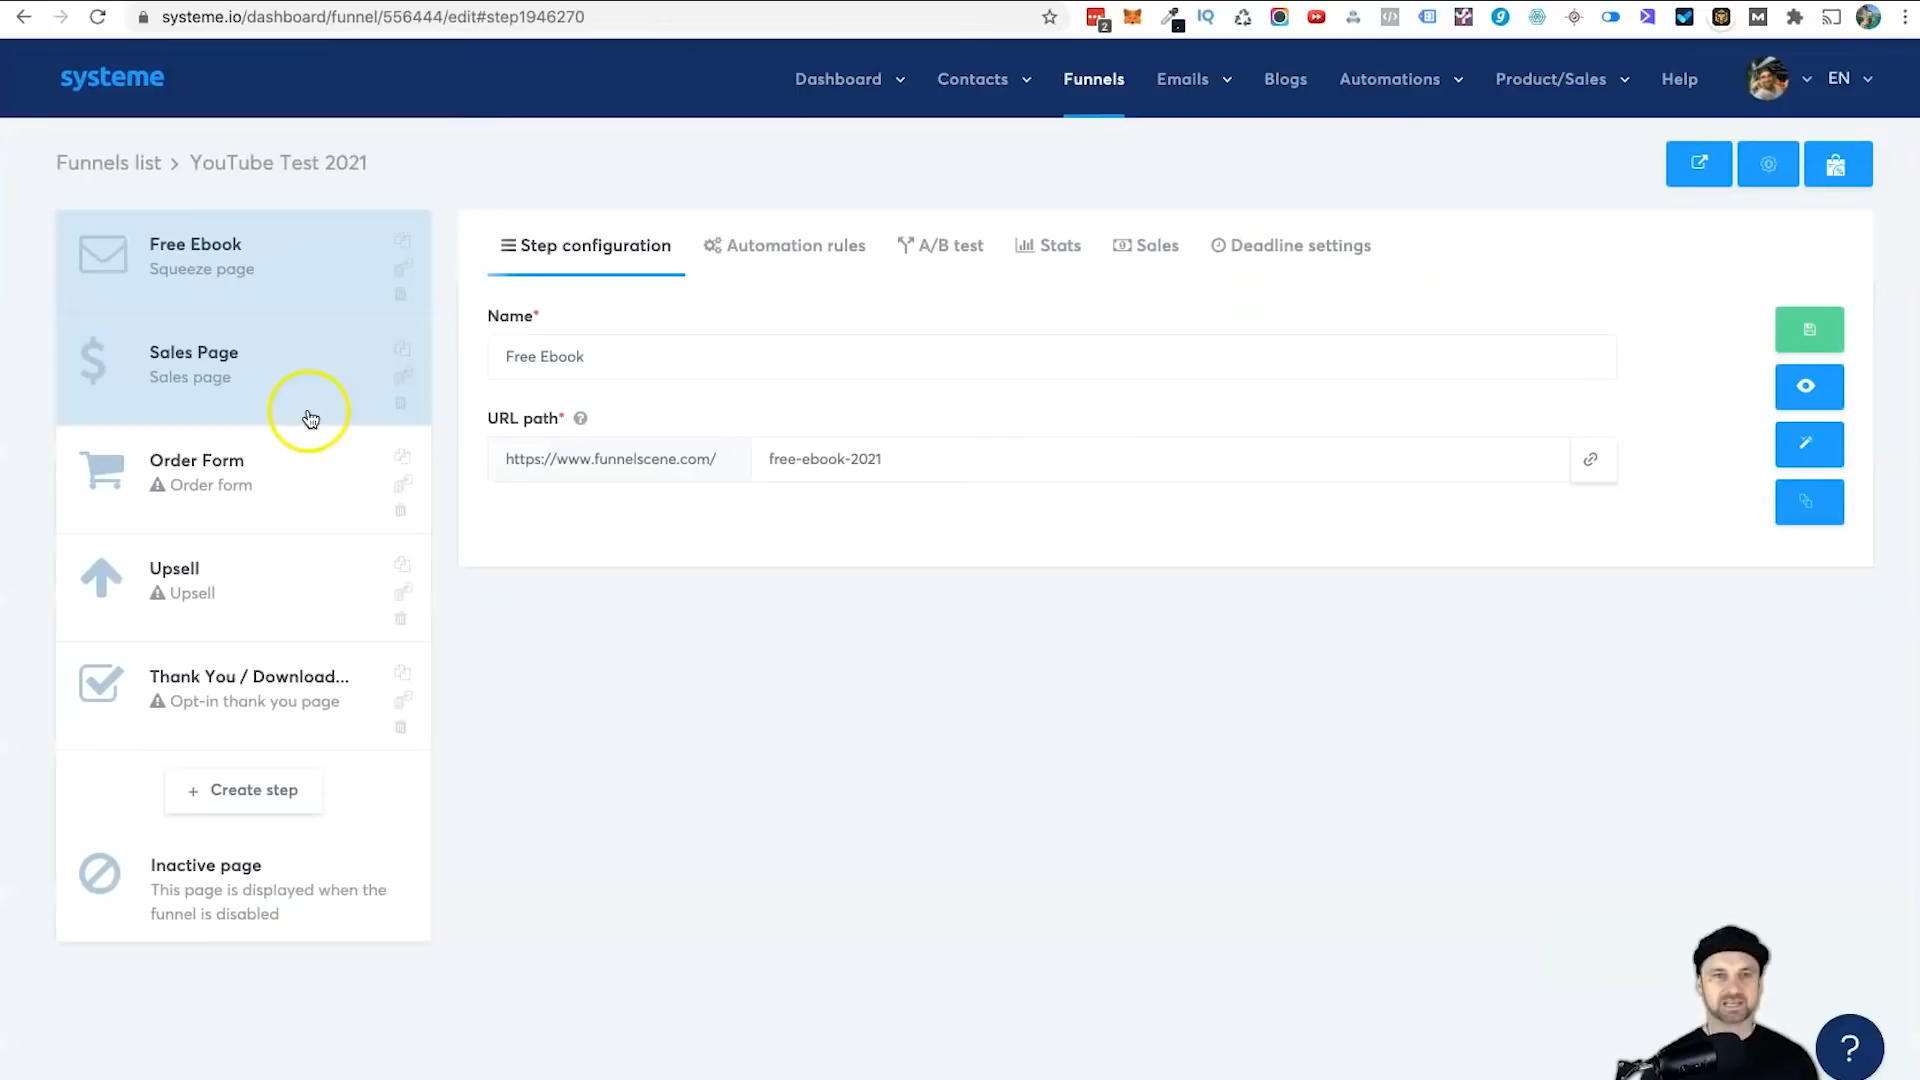 systeme.io/dashboard/funnel/556444/edit#step1946270
2
systeme
Dashboard
Contacts
Funnels
Emails
Blogs
Automations
Product/Sales
Help
EN
Funnels list > YouTube Test 2021
Free Ebook
Squeeze page
Sales Page
Sales page
Order Form
Order form
Upsell
Upsell
Thank You / Download...
Opt-in thank you page
+ Create step
Inactive page
This page is displayed when the
funnel is disabled
Step configuration
Automation rules
A/B test
Stats
Sales
Deadline settings
Name*
Free Ebook
URL path*
https://www.funnelscene.com/
free-ebook-2021
?